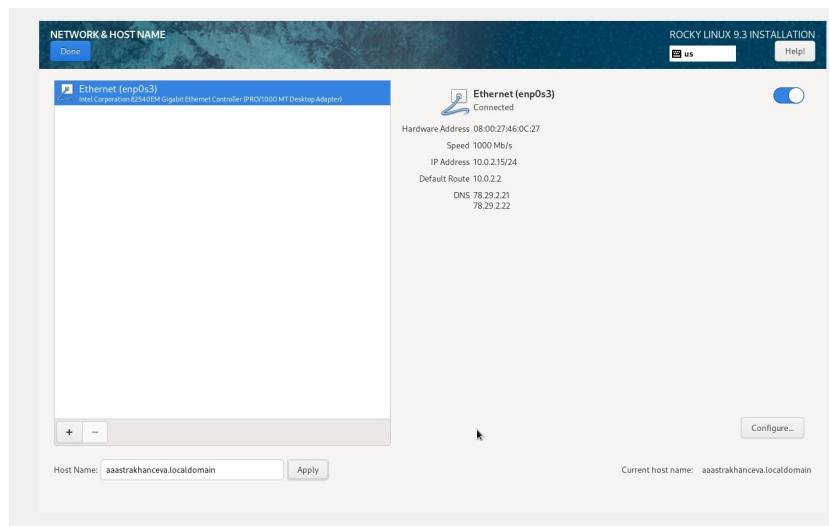 NETWORK & HOST NAME
Done
ROCKY LINUX 9.3 INSTALLATION
us
Help!
Ethernet (enp0s3)
Intel Corporation 82540EM Gigabit Ethernet Controller (PRO/1000 MT Desktop Adapter)
Ethernet (enp0s3)
Connected
Hardware Address 08:00:27:46:0C:27
Speed 1000 Mb/s
IP Address 10.0.2.15/24
Default Route 10.0.2.2
DNS 78.29.2.21
78.29.2.22
+ −
Configure...
Host Name: aaastrakhanceva.localdomain Apply
Current host name: aaastrakhanceva.localdomain